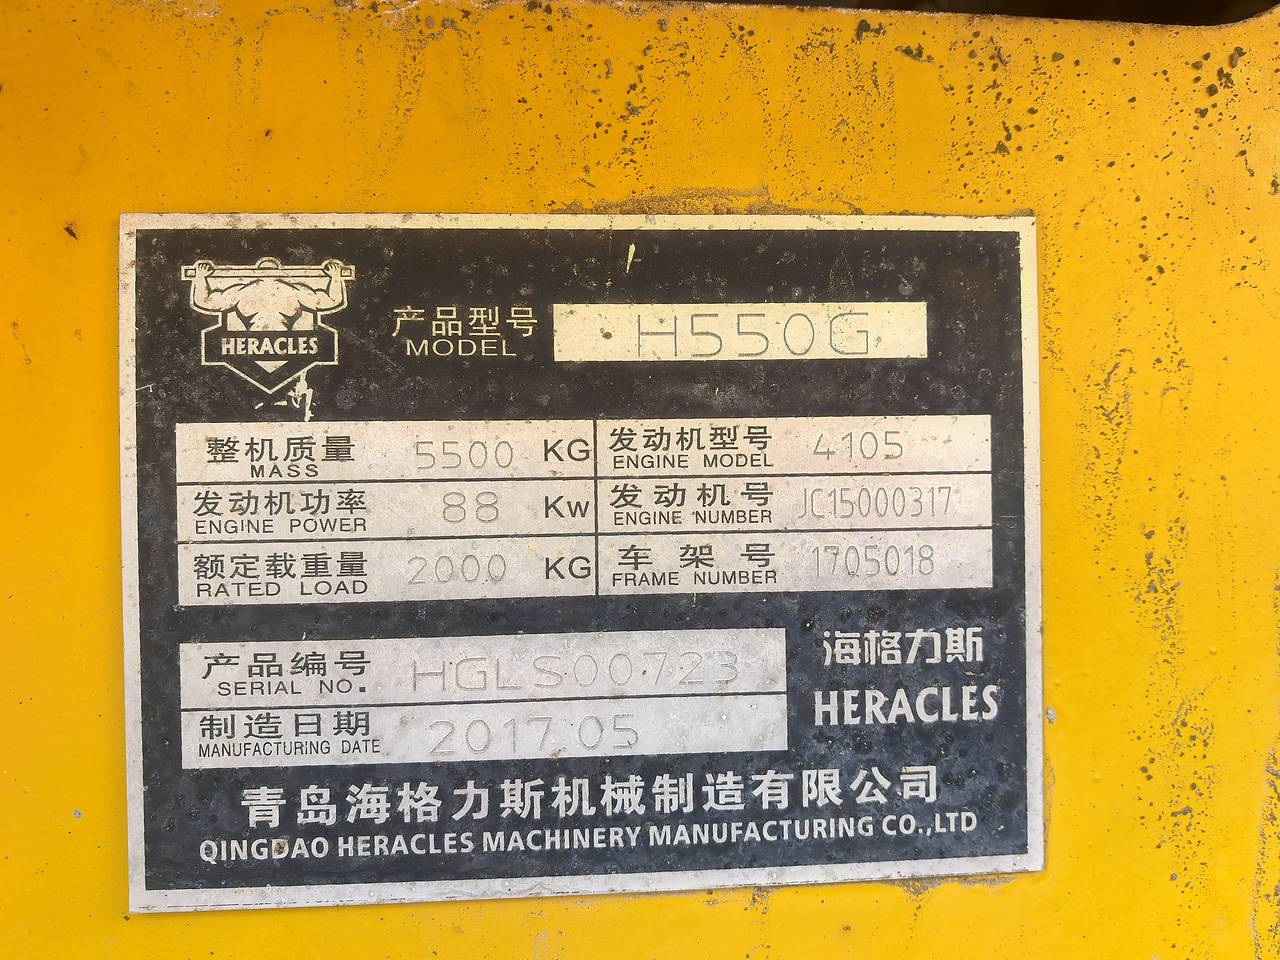 HERACLES
产品型号 H550G
MODEL
整机质量 5500 KG
MASS
发动机型号 4105
ENGINE MODEL
发动机功率 88 Kw
ENGINE POWER
发动机号 JC15000317
ENGINE NUMBER
额定载重量 2000 KG
RATED LOAD
车架号 1705018
FRAME NUMBER
产品编号 HGLS00723
SERIAL NO.
制造日期 2017.05
MANUFACTURING DATE
海格力斯
HERACLES
青岛海格力斯机械制造有限公司
QINGDAO HERACLES MACHINERY MANUFACTURING CO.,LTD